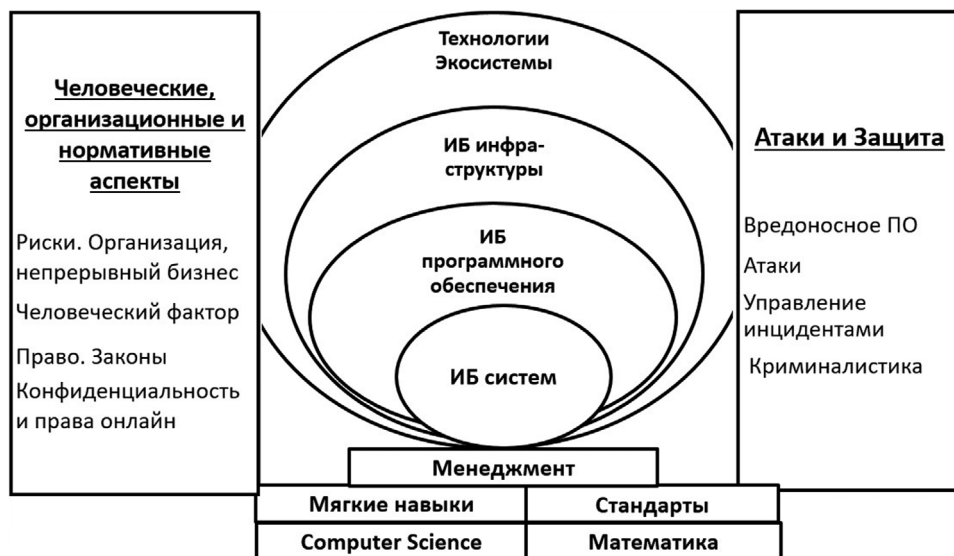 Человеческие,
организационные и
нормативные
аспекты
Риски. Организация,
непрерывный бизнес
Человеческий фактор
Право. Законы
Конфиденциальность
и права онлайн
Технологии
Экосистемы
ИБ инфра-
структуры
ИБ
программного
обеспечения
ИБ систем
Атаки и Защита
Вредоносное ПО
Атаки
Управление
инцидентами
Криминалистика
Менеджмент
Мягкие навыки
Стандарты
Computer Science
Математика